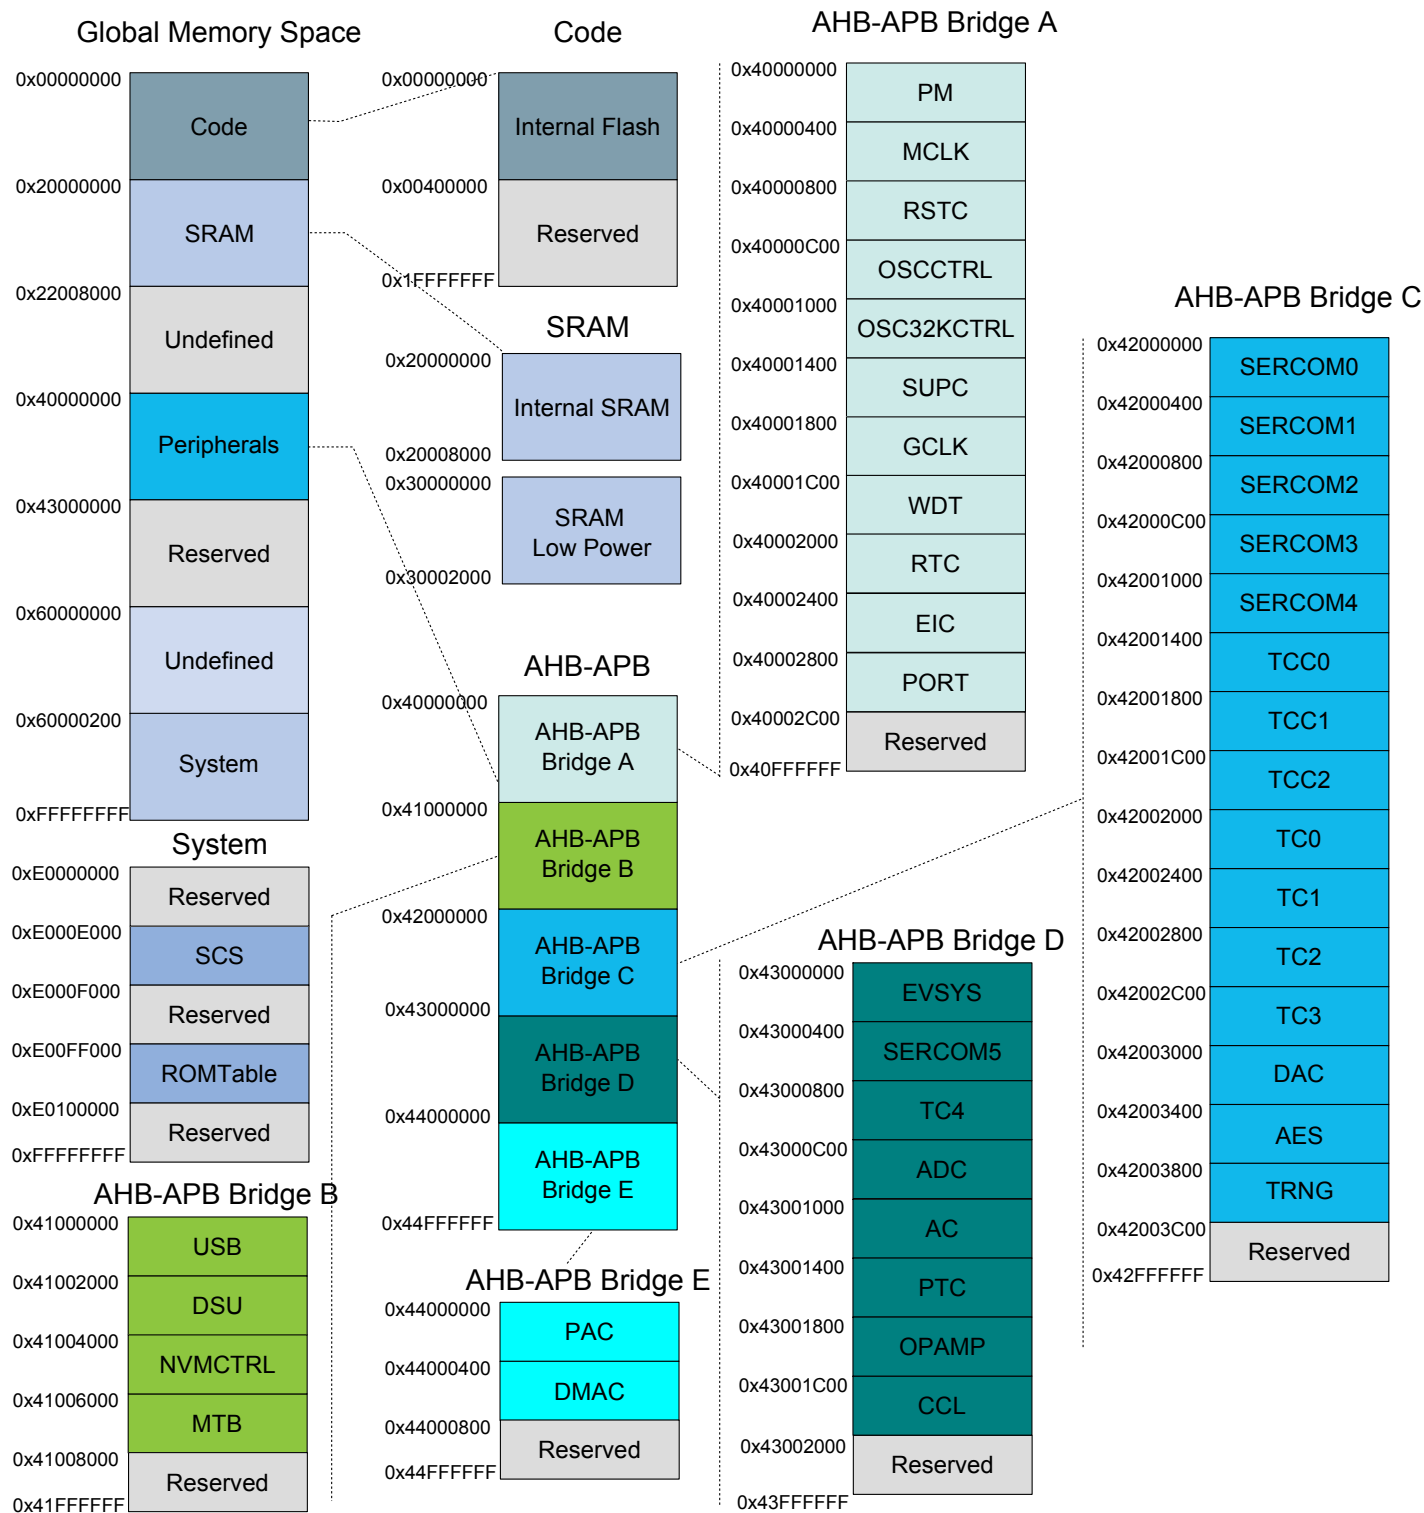 Global Memory Space
0x00000000
Code
0x20000000
SRAM
0x22008000
Undefined
0x40000000
Peripherals
0x43000000
Reserved
0x60000000
Undefined
0x60000200
System
0xFFFFFFFF
System
0xE0000000
Reserved
0xE000E000
SCS
0xE000F000
Reserved
0xE00FF000
ROMTable
0xE0100000
Reserved
0xFFFFFFFF
AHB-APB Bridge B
0x41000000
USB
0x41002000
DSU
0x41004000
NVMCTRL
0x41006000
MTB
0x41008000
Reserved
0x41FFFFFF
Code
0x00000000
Internal Flash
0x00400000
Reserved
0x1FFFFFFF
SRAM
0x20000000
Internal SRAM
0x20008000
0x30000000
SRAM
Low Power
0x30002000
AHB-APB
0x40000000
AHB-APB
Bridge A
0x41000000
AHB-APB
Bridge B
0x42000000
AHB-APB
Bridge C
0x43000000
AHB-APB
Bridge D
0x44000000
AHB-APB
Bridge E
0x44FFFFFF
AHB-APB Bridge E
0x44000000
PAC
0x44000400
DMAC
0x44000800
Reserved
0x44FFFFFF
AHB-APB Bridge A
0x40000000
PM
0x40000400
MCLK
0x40000800
RSTC
0x40000C00
OSCCTRL
0x40001000
OSC32KCTRL
0x40001400
SUPC
0x40001800
GCLK
0x40001C00
WDT
0x40002000
RTC
0x40002400
EIC
0x40002800
PORT
0x40002C00
Reserved
0x40FFFFFF
AHB-APB Bridge D
0x43000000
EVSYS
0x43000400
SERCOM5
0x43000800
TC4
0x43000C00
ADC
0x43001000
AC
0x43001400
PTC
0x43001800
OPAMP
0x43001C00
CCL
0x43002000
Reserved
0x43FFFFFF
AHB-APB Bridge C
0x42000000
SERCOM0
0x42000400
SERCOM1
0x42000800
SERCOM2
0x42000C00
SERCOM3
0x42001000
SERCOM4
0x42001400
TCC0
0x42001800
TCC1
0x42001C00
TCC2
0x42002000
TC0
0x42002400
TC1
0x42002800
TC2
0x42002C00
TC3
0x42003000
DAC
0x42003400
AES
0x42003800
TRNG
0x42003C00
Reserved
0x42FFFFFF